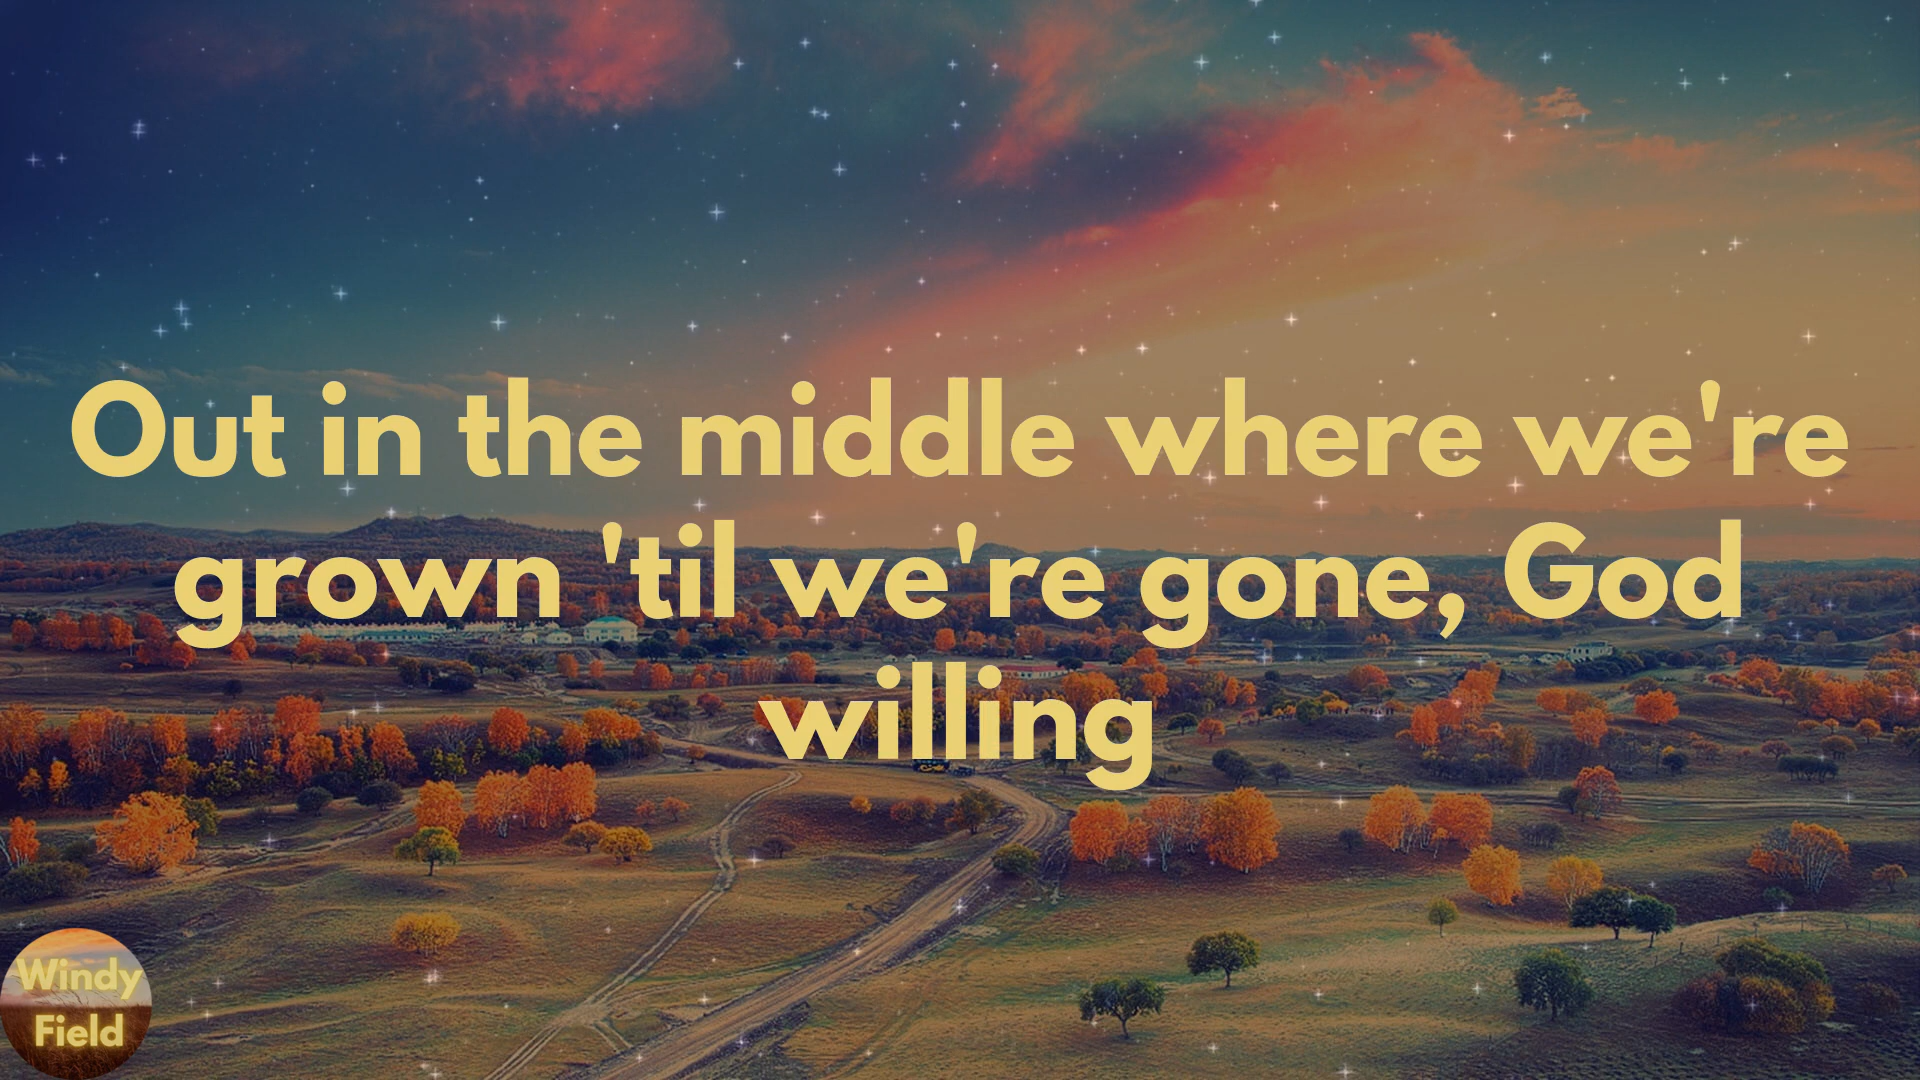 Out in the middle where we're
grown 'til we're gone, God
willing
Windy
Field